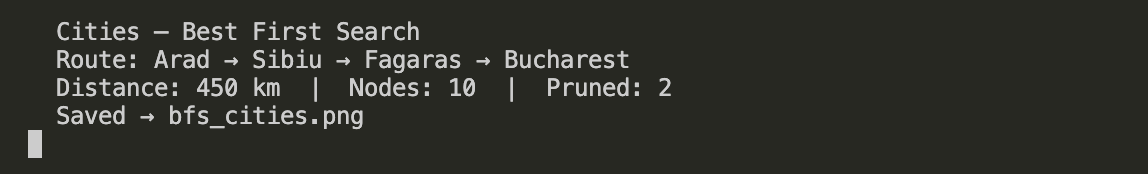 Cities — Best First Search
Route: Arad → Sibiu → Fagaras → Bucharest
Distance: 450 km | Nodes: 10 | Pruned: 2
Saved → bfs_cities.png